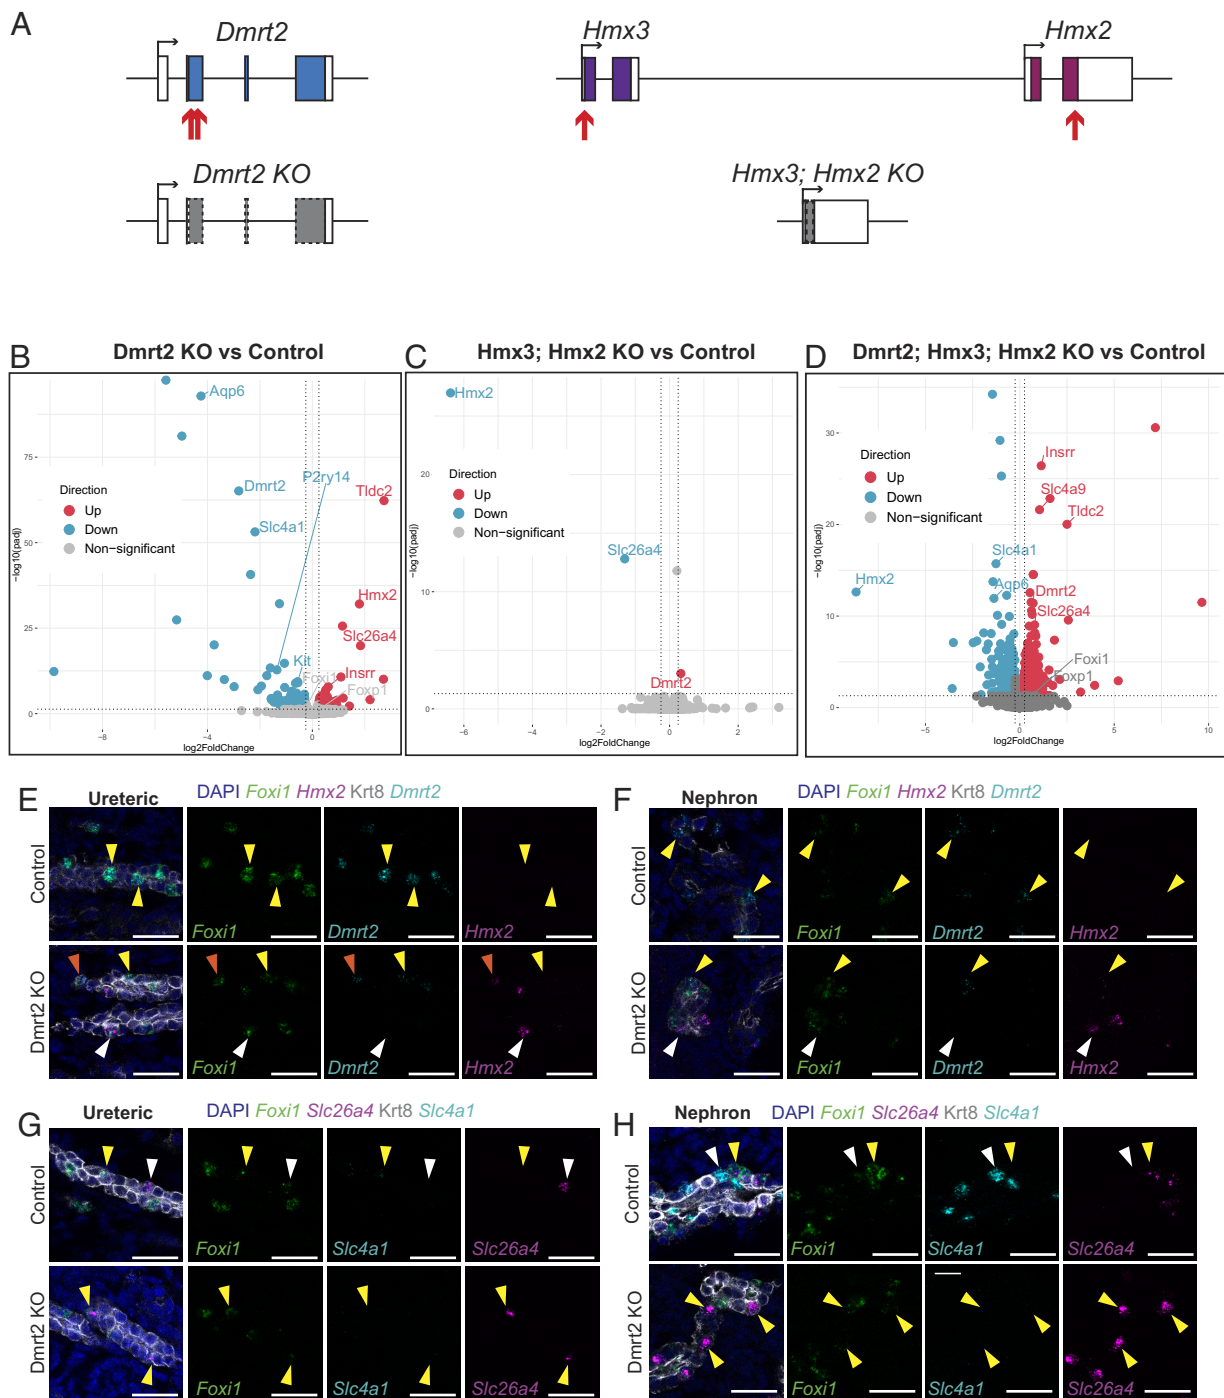 A
Dmrt2
Hmx3
Hmx2
Dmrt2 KO
Hmx3; Hmx2 KO
B
Dmrt2 KO vs Control
C
Hmx3; Hmx2 KO vs Control
D
Dmrt2; Hmx3; Hmx2 KO vs Control
Aqp6
75
P2ry14
Dmrt2
Tldc2
Direction
Up
Slc4a1
Down
50
Non-significant
−log10(padj)
Hmx2
25
Slc26a4
Kit
Insrr
Foxi1
Foxp1
0
−8
−4
0
log2FoldChange
Hmx2
20
Direction
Up
Down
Non-significant
−log10(padj)
Slc26a4
10
Dmrt2
0
−6
−4
−2
0
2
log2FoldChange
30
Direction
Up
Down
Non-significant
Insrr
Slc4a9
Tldc2
20
−log10(padj)
Slc4a1
Hmx2
Aqp6
Dmrt2
10
Slc26a4
Foxi1
Foxp1
0
−5
0
5
10
log2FoldChange
E
Ureteric
DAPI Foxi1 Hmx2 Krt8 Dmrt2
Control
Foxi1
Dmrt2
Hmx2
Dmrt2 KO
Foxi1
Dmrt2
Hmx2
F
Nephron
DAPI Foxi1 Hmx2 Krt8 Dmrt2
Control
Foxi1
Dmrt2
Hmx2
Dmrt2 KO
Foxi1
Dmrt2
Hmx2
G
Ureteric
DAPI Foxi1 Slc26a4 Krt8 Slc4a1
Control
Foxi1
Slc4a1
Slc26a4
Dmrt2 KO
Foxi1
Slc4a1
Slc26a4
H
Nephron
DAPI Foxi1 Slc26a4 Krt8 Slc4a1
Control
Foxi1
Slc4a1
Slc26a4
Dmrt2 KO
Foxi1
Slc4a1
Slc26a4